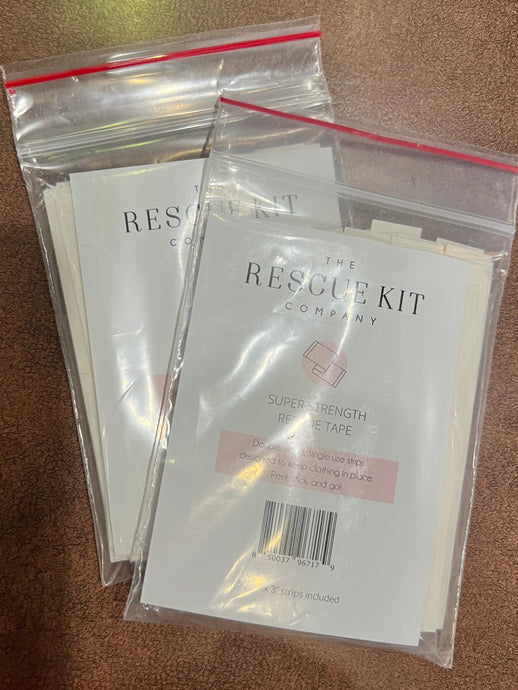 THE
RESCUE KIT
THE
RESCUE KIT
COMPANY
SUPER STRENGTH
RESCUE TAPE
single-use strips
designed to keep clothing in place.
Peel, stick, and go!
8 50037 96717 9
x 3" strips included